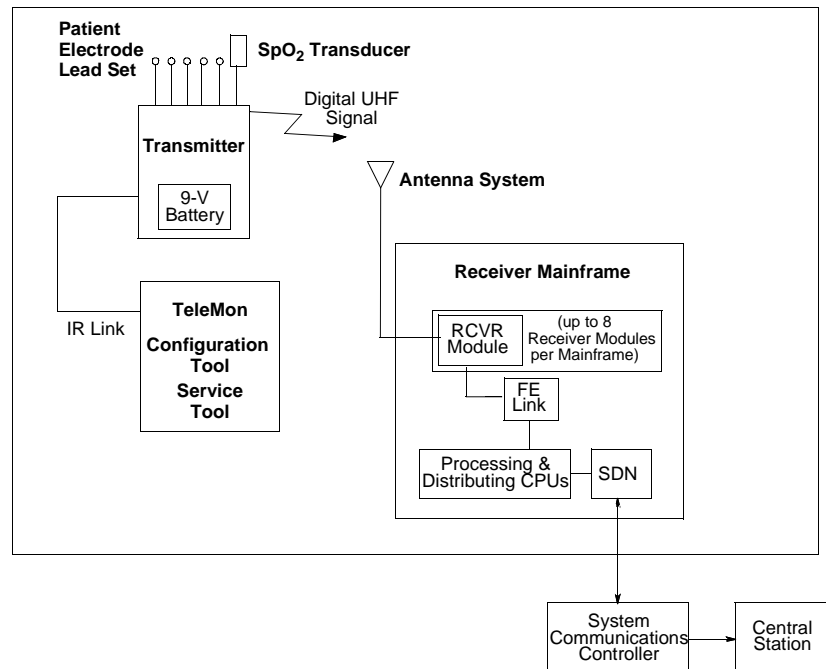 Patient
Electrode
Lead Set
SpO2 Transducer
Digital UHF
Signal
Transmitter
9-V
Battery
Antenna System
IR Link
TeleMon
Configuration
Tool
Service
Tool
Receiver Mainframe
RCVR
Module
(up to 8
Receiver Modules
per Mainframe)
FE
Link
Processing &
Distributing CPUs
SDN
System
Communications
Controller
Central
Station